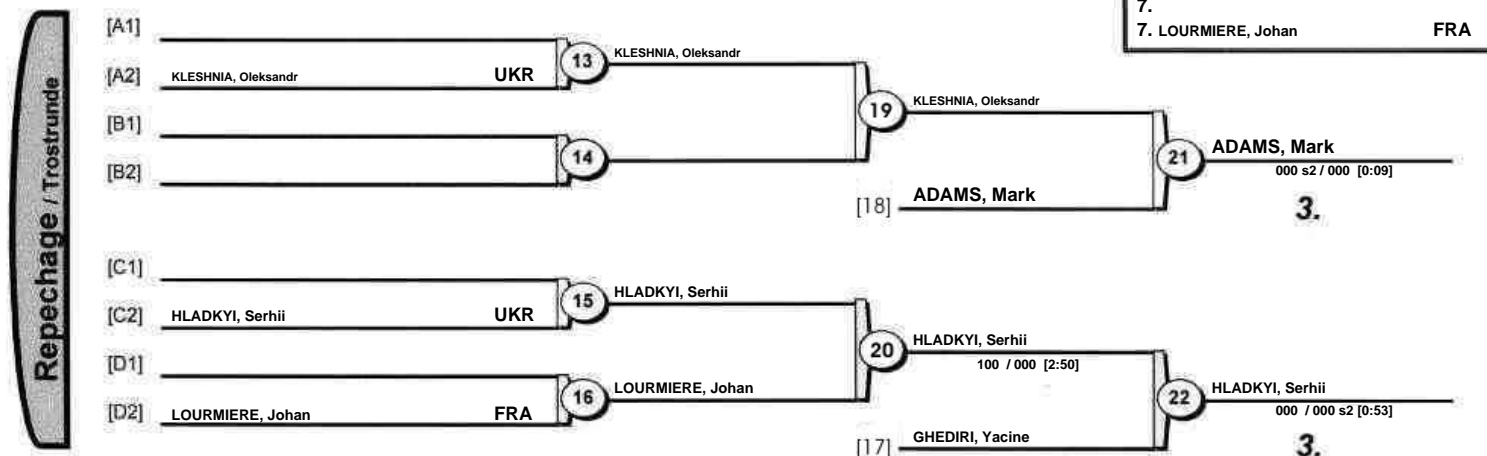 7.
7. LOURMIERE, Johan FRA
Repechage / Trostrunde
[A1]
[A2] KLESHNIA, Oleksandr UKR
13 KLESHNIA, Oleksandr
[B1]
[B2]
14
19 KLESHNIA, Oleksandr
[18] ADAMS, Mark
21 ADAMS, Mark
000 s2 / 000 [0:09]
3.
[C1]
[C2] HLADKYI, Serhii UKR
15 HLADKYI, Serhii
[D1]
[D2] LOURMIERE, Johan FRA
16 LOURMIERE, Johan
20 HLADKYI, Serhii
100 / 000 [2:50]
[17] GHEDIRI, Yacine
22 HLADKYI, Serhii
000 / 000 s2 [0:53]
3.